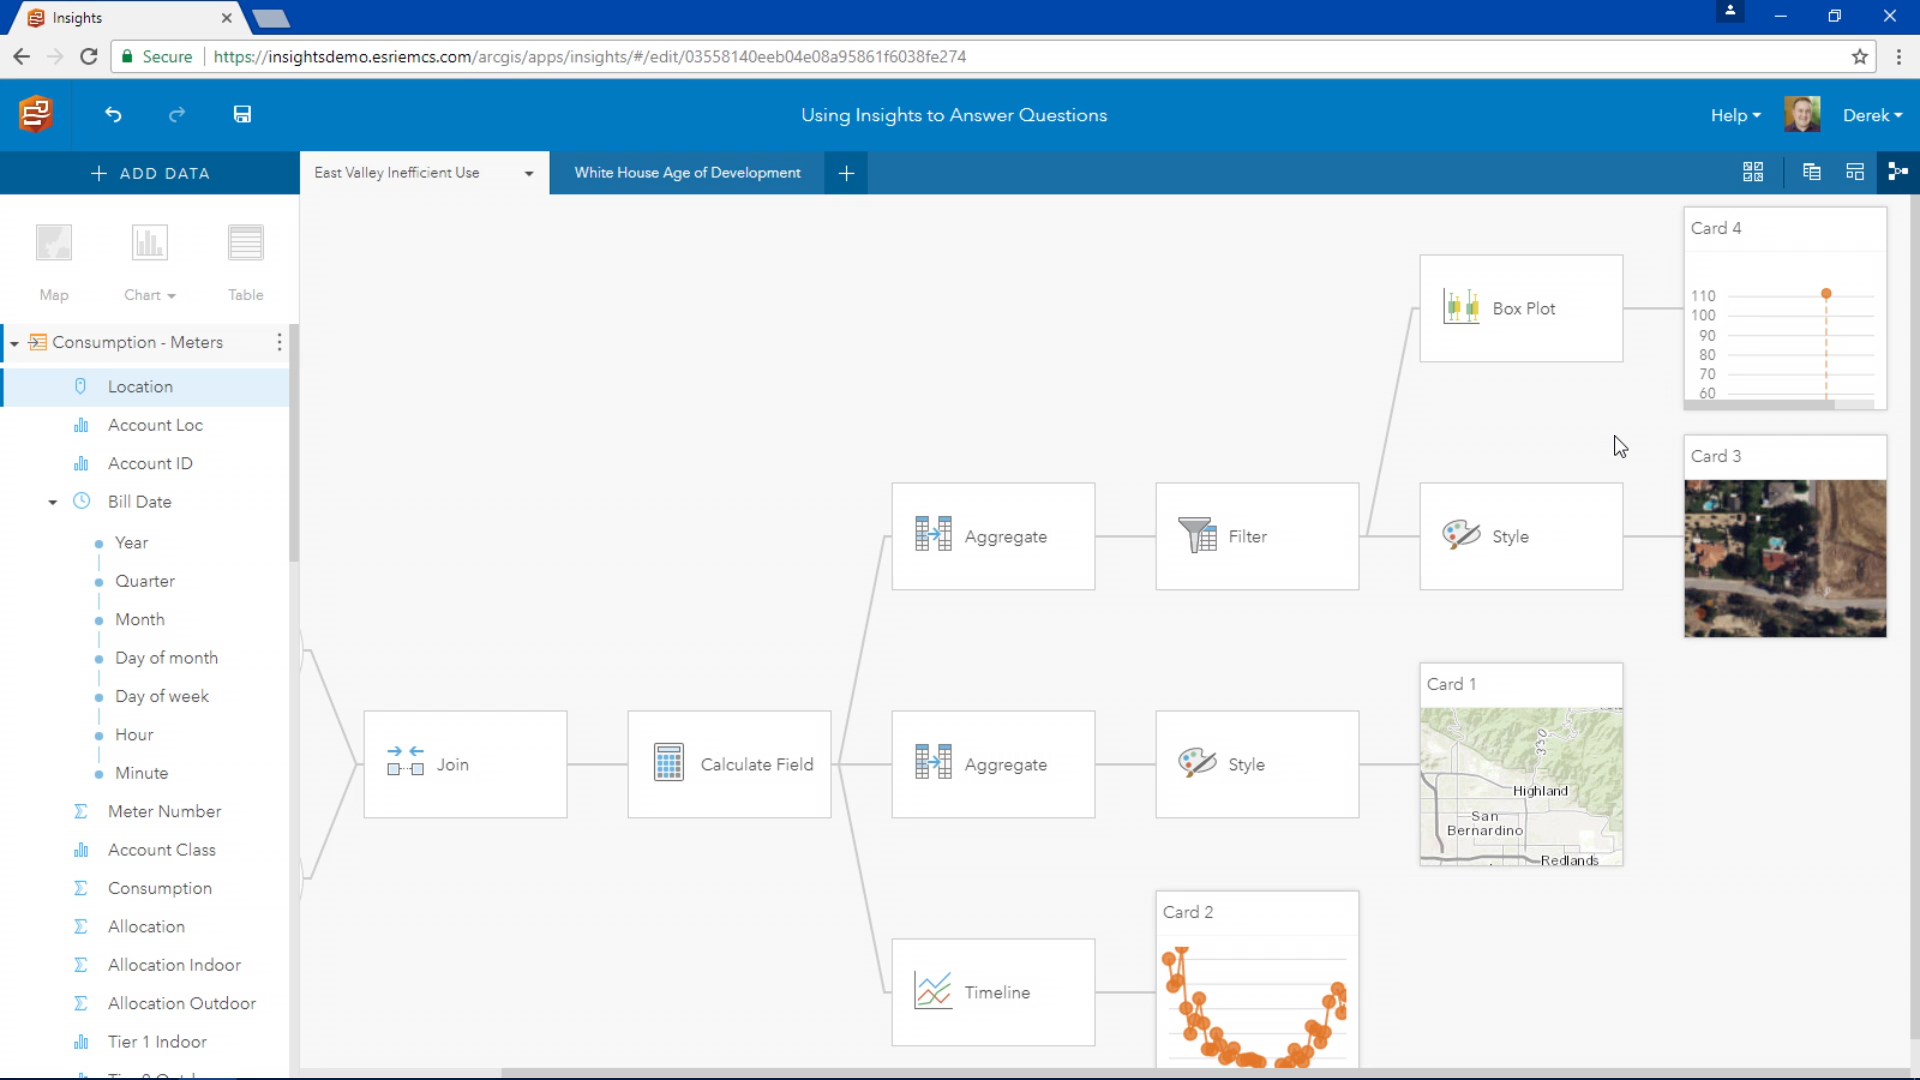 Insights
Secure
https://insightsdemo.esriemcs.com/arcgis/apps/insights/#/edit/03558140eeb04e08a95861f6038fe274
Using Insights to Answer Questions
Help
Derek
ADD DATA
East Valley Inefficient Use
White House Age of Development
Map
Chart
Table
Consumption - Meters
Location
Account Loc
Account ID
Bill Date
Year
Quarter
Month
Day of month
Day of week
Hour
Minute
Meter Number
Account Class
Consumption
Allocation
Allocation Indoor
Allocation Outdoor
Tier 1 Indoor
Box Plot
Card 4
110
100
90
80
70
60
Aggregate
Filter
Style
Card 3
Join
Calculate Field
Aggregate
Style
Card 1
330
Highland
San
Bernardino
Redlands
Timeline
Card 2